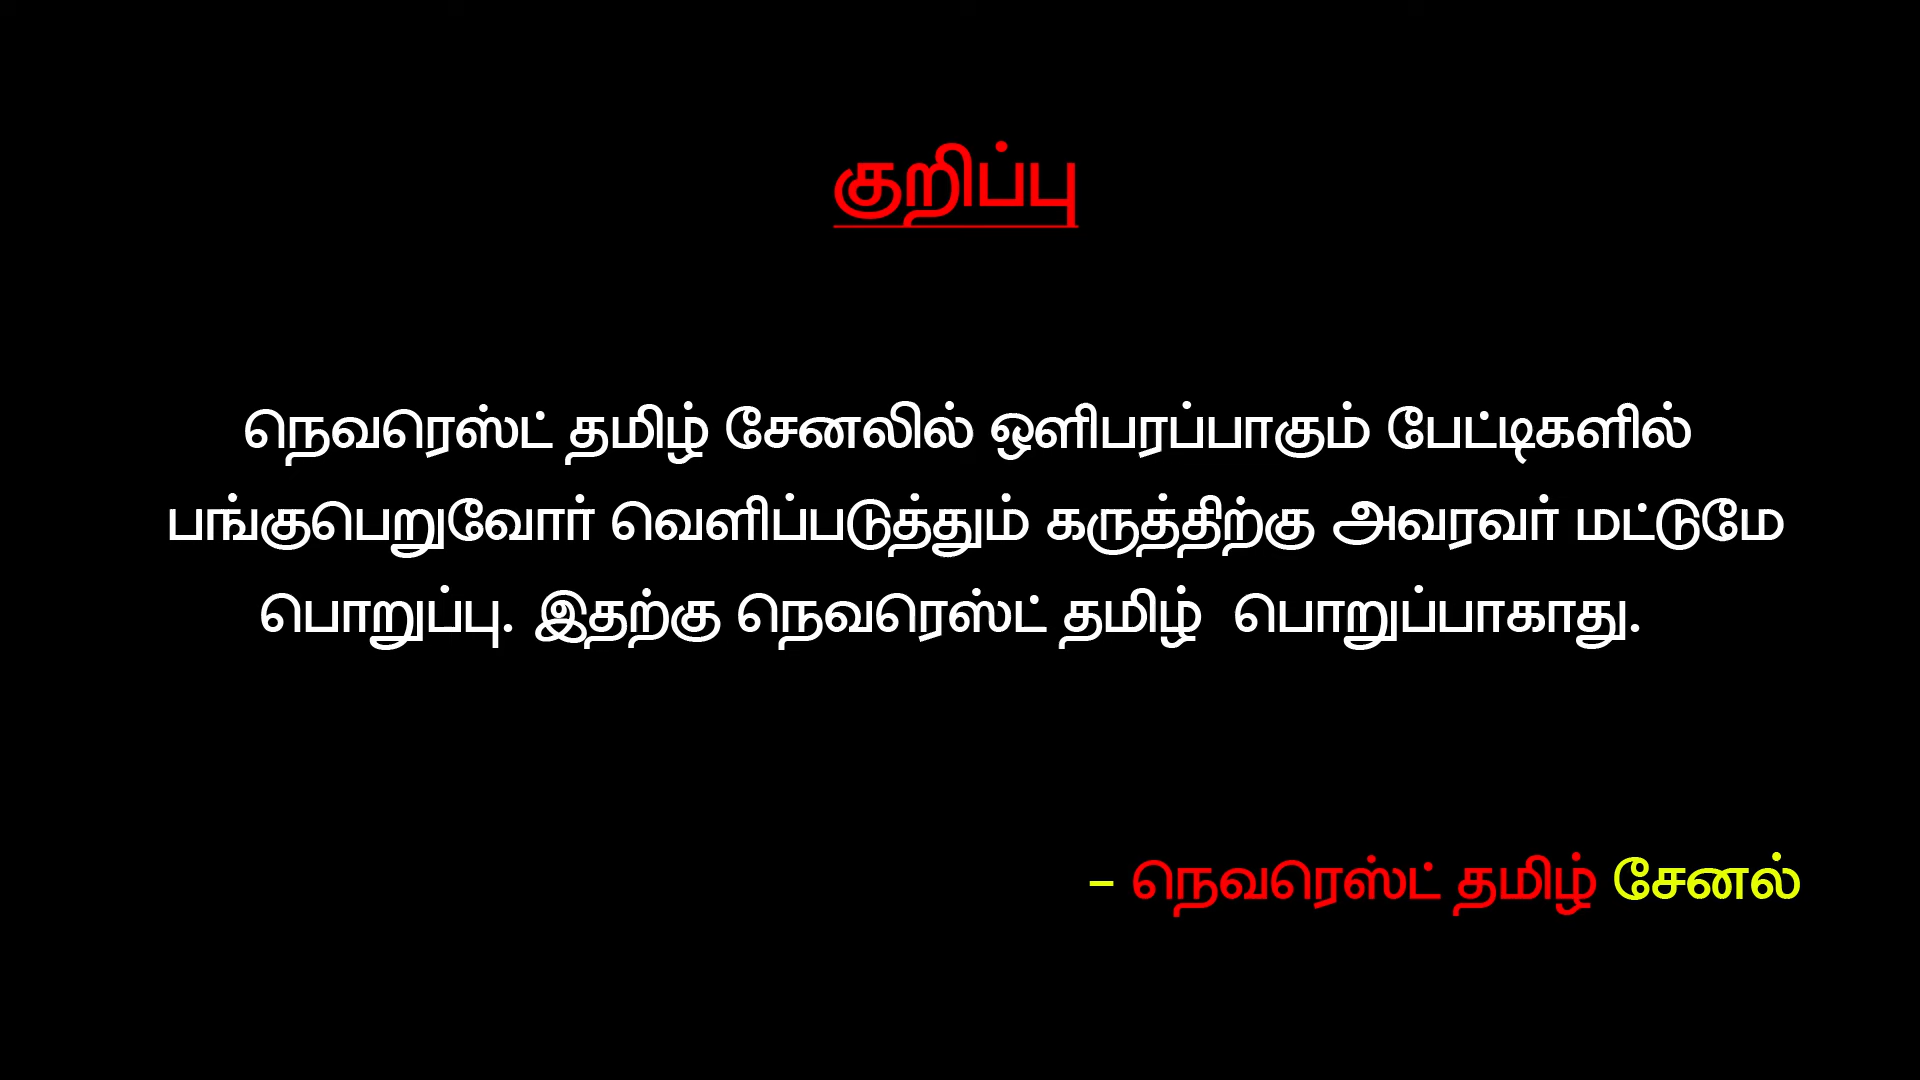 குறிப்பு
நெவரெஸ்ட் தமிழ் சேனலில் ஒளிபரப்பாகும் பேட்டிகளில்
பங்குபெறுவோர் வெளிப்படுத்தும் கருத்திற்கு அவரவர் மட்டுமே
பொறுப்பு. இதற்கு நெவரெஸ்ட் தமிழ்  பொறுப்பாகாது.
– நெவரெஸ்ட் தமிழ் சேனல்